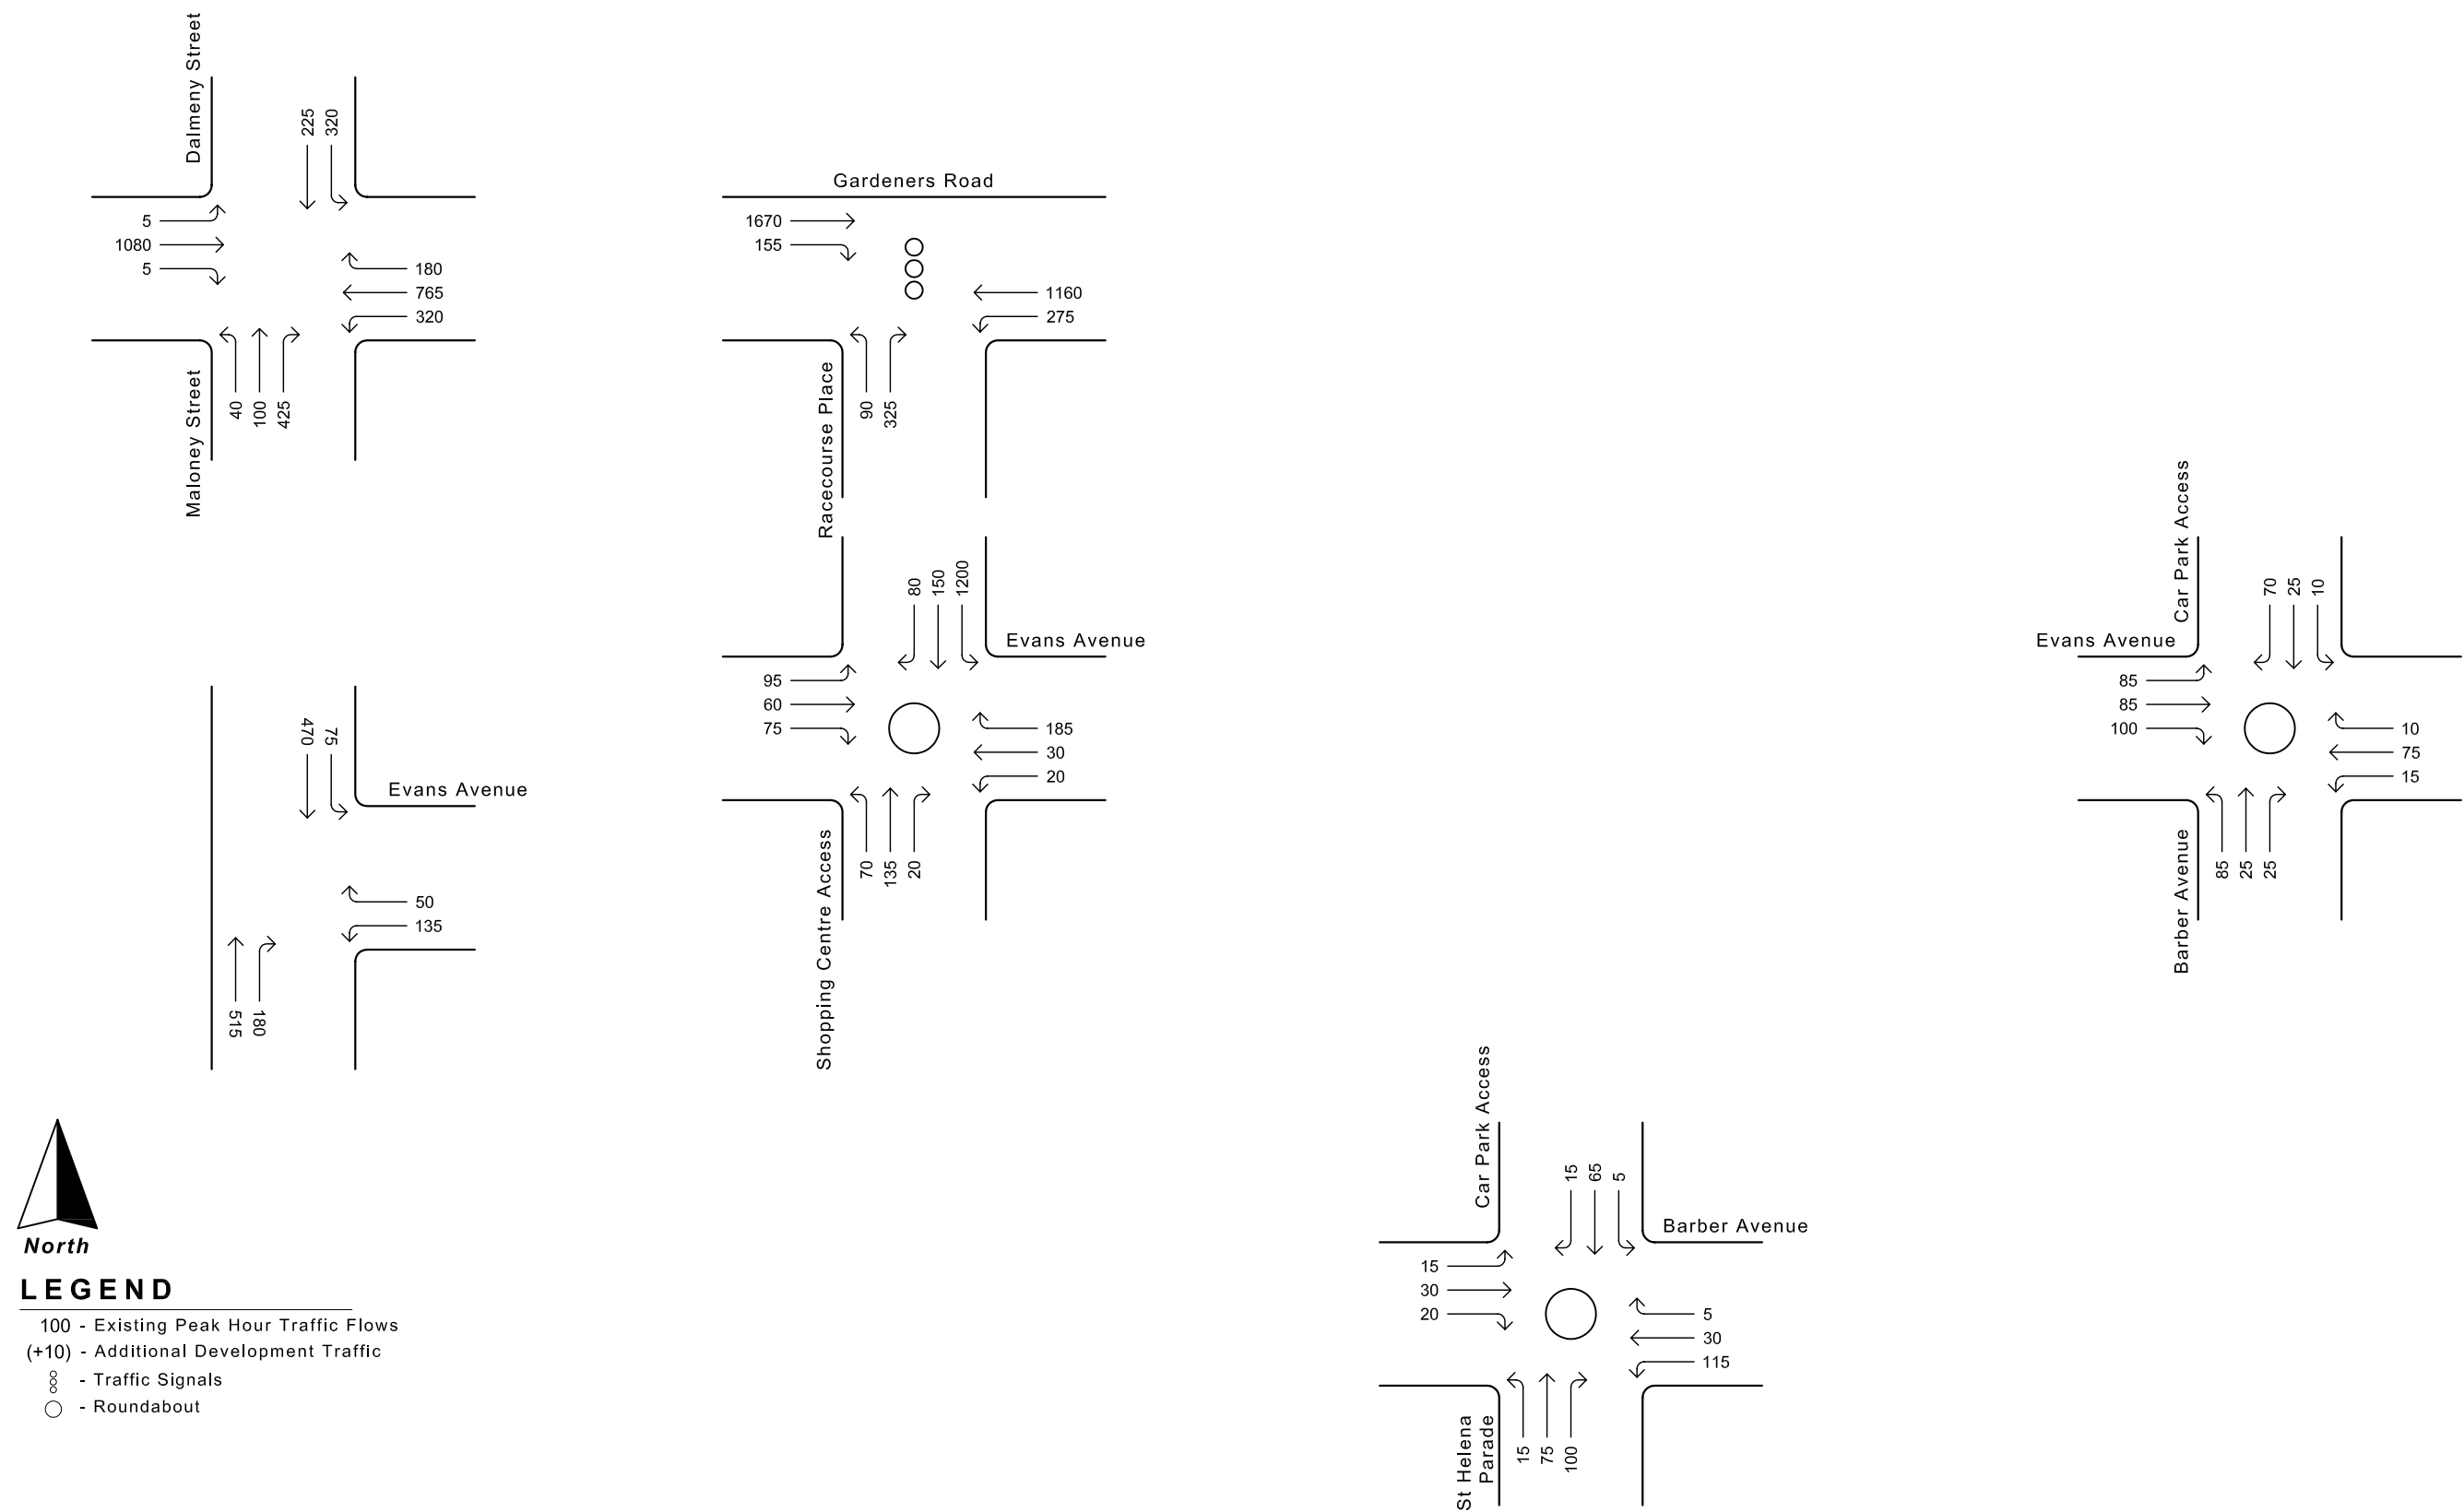 Dalmeny Street
225
320
5
1080
5
180
765
320
40
100
425
Maloney Street
Gardeners Road
1670
155
1160
275
90
325
Racecourse Place
80
150
1200
Evans Avenue
95
60
75
185
30
20
70
135
20
Shopping Centre Access
Car Park Access
70
25
10
Evans Avenue
85
85
100
10
75
15
85
25
25
Barber Avenue
470
75
Evans Avenue
50
135
515
180
Car Park Access
15
65
5
Barber Avenue
15
30
20
5
30
115
15
75
100
St Helena
Parade
North
LEGEND
100 - Existing Peak Hour Traffic Flows
(+10) - Additional Development Traffic
- Traffic Signals
- Roundabout